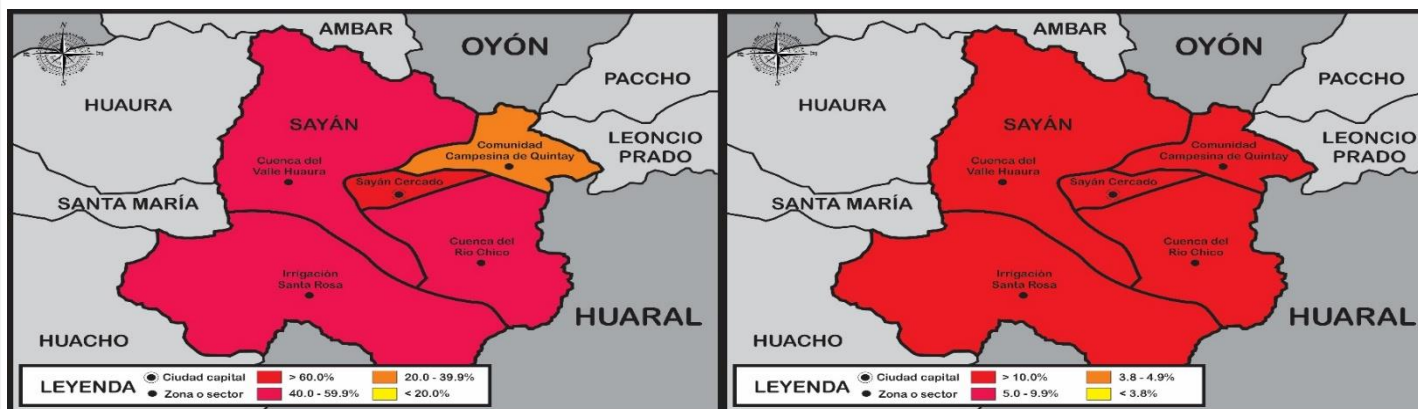 AMBAR
OYÓN
PACCHO
HUAURA
SAYÁN
LEONCIO
PRADO
Comunidad
Campesina de Quintay
Cuenca del
Valle Huaura
Sayán Cercado
SANTA MARÍA
Cuenca del
Río Chico
Irrigación
Santa Rosa
HUARAL
HUACHO
LEYENDA
Ciudad capital
Zona o sector
> 60.0%
40.0 - 59.9%
20.0 - 39.9%
< 20.0%
AMBAR
OYÓN
PACCHO
HUAURA
SAYÁN
LEONCIO
PRADO
Comunidad
Campesina de Quintay
Cuenca del
Valle Huaura
Sayán Cercado
SANTA MARÍA
Cuenca del
Río Chico
Irrigación
Santa Rosa
HUARAL
HUACHO
LEYENDA
Ciudad capital
Zona o sector
> 10.0%
5.0 - 9.9%
3.8 - 4.9%
< 3.8%